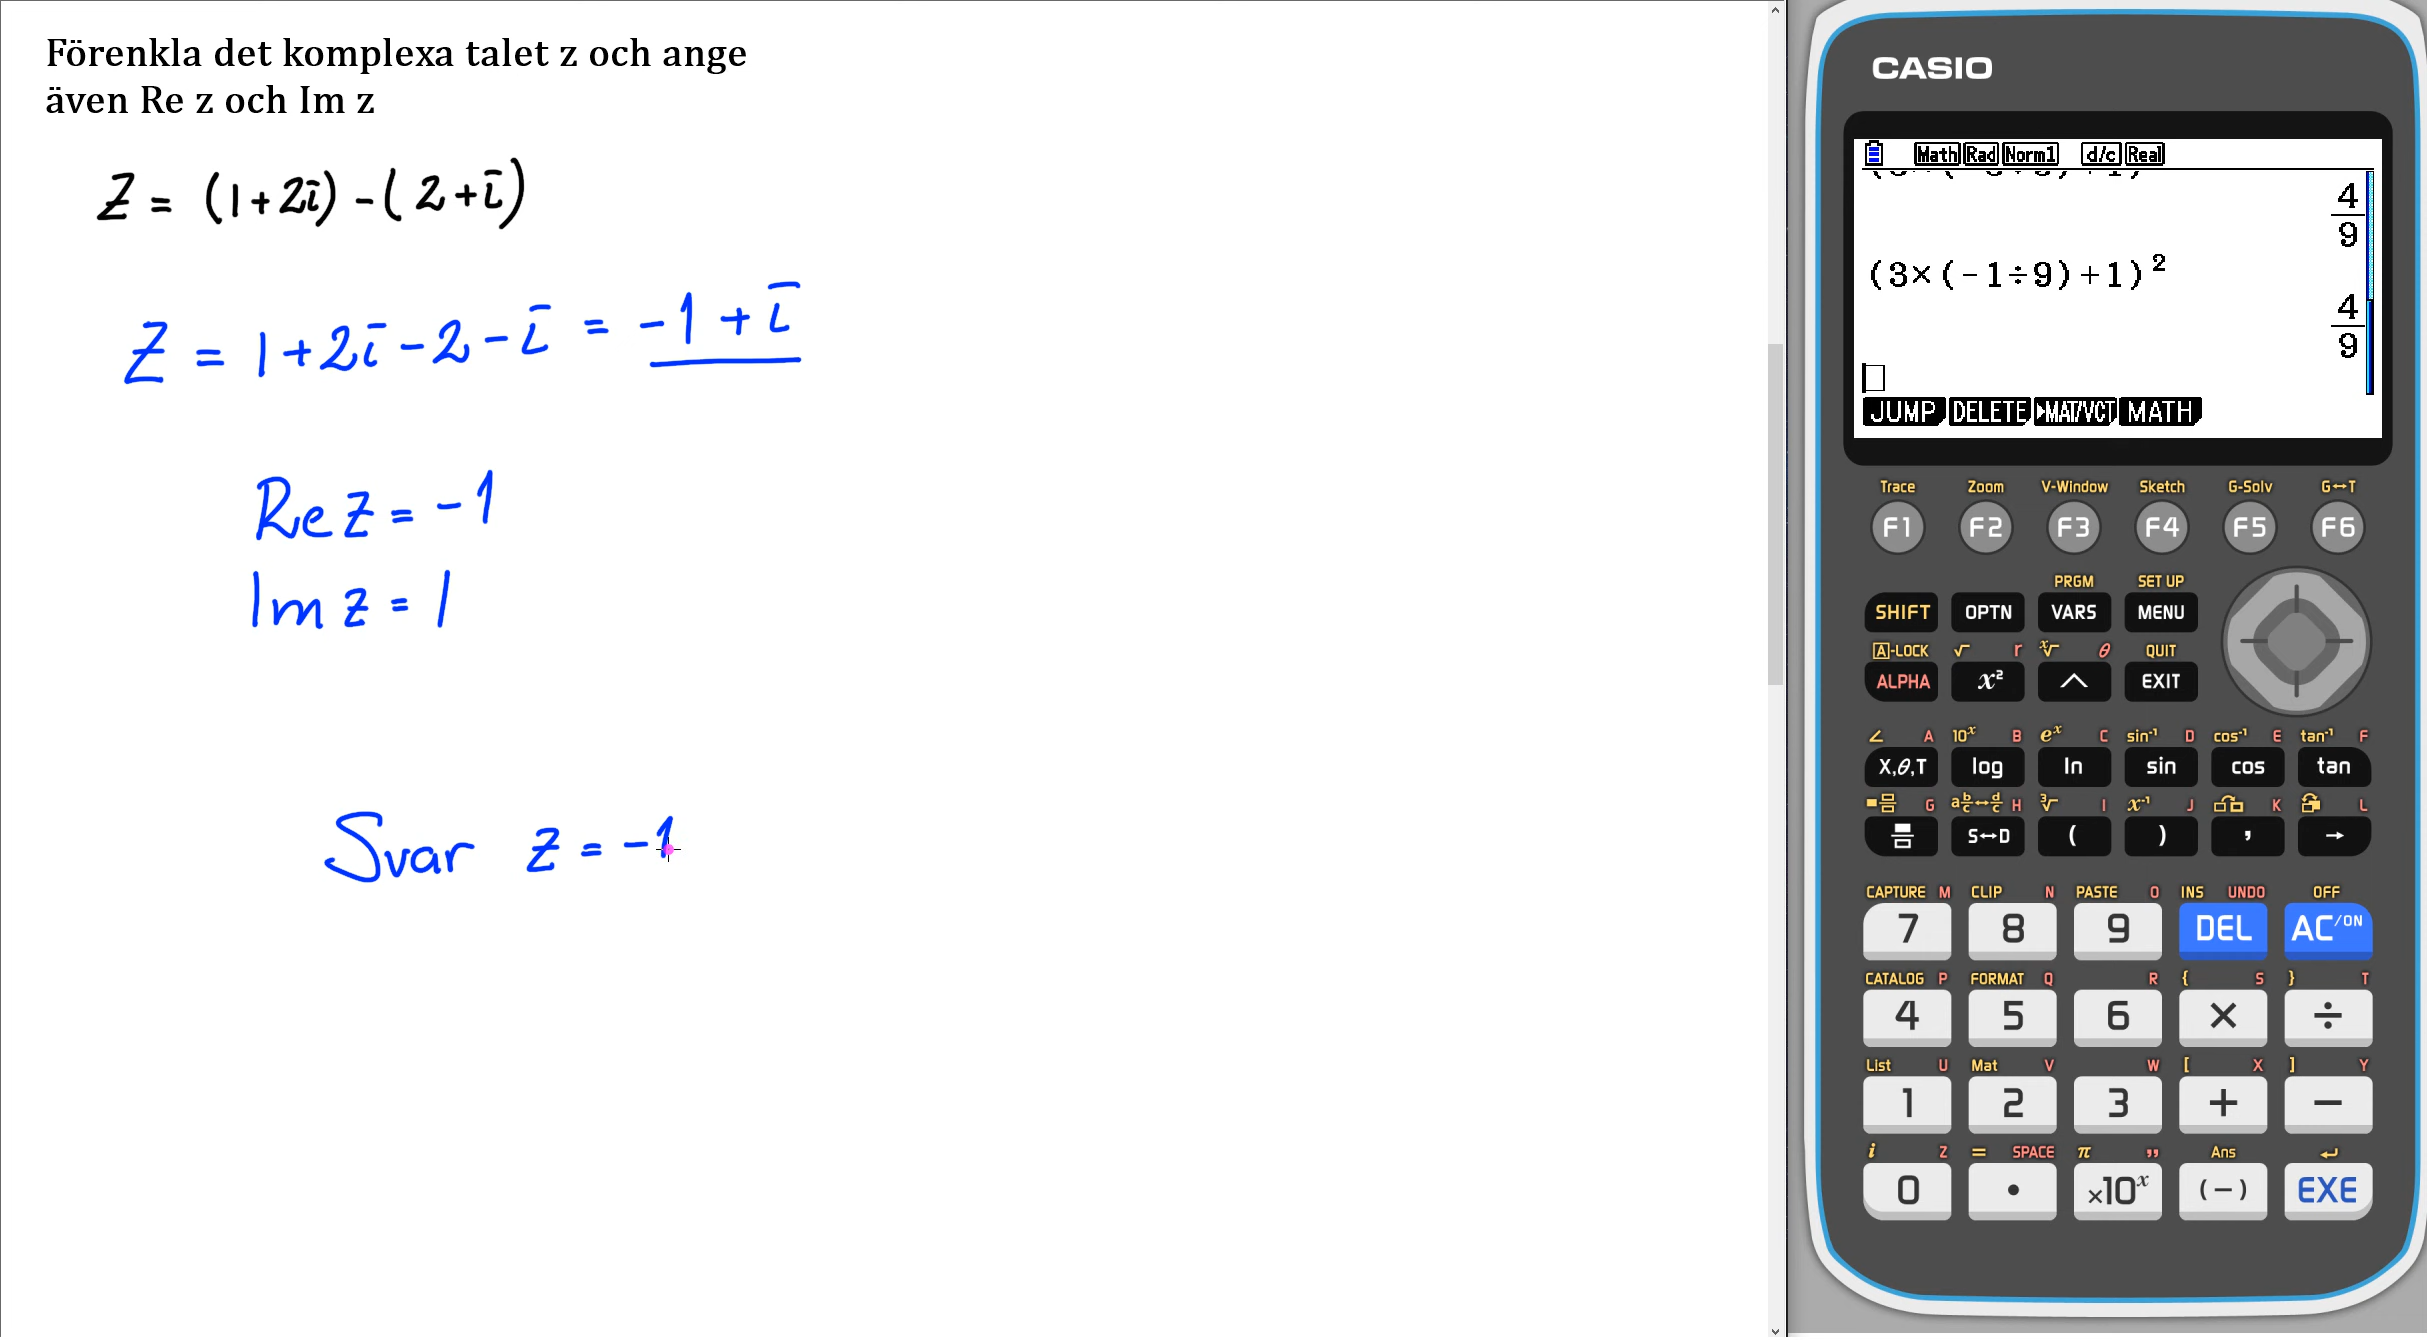 Förenkla det komplexa talet z och ange
även Re z och Im z
z = (1+2i) - (2+i)
z = 1+2i-2-i = -1+i
Re z = -1
Im z = 1
Svar z = -1
CASIO
Math Rad Norm1 d/c Real
4
9
(3×(-1÷9)+1)²
4
9
JUMP DELETE ▶MAT/VCT MATH
Trace Zoom V-Window Sketch G-Solv G↔T
F1 F2 F3 F4 F5 F6
PRGM SET UP
SHIFT OPTN VARS MENU
A-LOCK √ r ˣ√ θ QUIT
ALPHA x² ^ EXIT
∠ A 10ˣ B eˣ C sin⁻¹ D cos⁻¹ E tan⁻¹ F
X,θ,T log ln sin cos tan
G a b/c↔d/c H ³√ I x⁻¹ J K L
S↔D ( ) , →
CAPTURE M CLIP N PASTE O INS UNDO OFF
7 8 9 DEL AC/ON
CATALOG P FORMAT Q R { S } T
4 5 6 × ÷
List U Mat V W [ X ] Y
1 2 3 + −
i Z = SPACE π " Ans ↵
0 • ×10ˣ (−) EXE